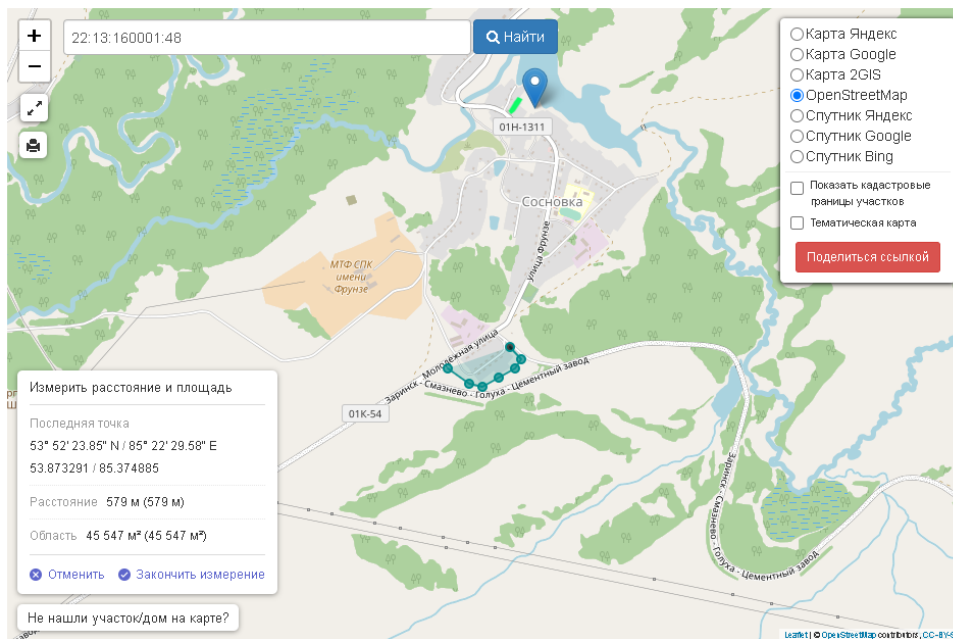 +
22:13:160001:48
Найти
−
Карта Яндекс
Карта Google
Карта 2GIS
OpenStreetMap
Спутник Яндекс
Спутник Google
Спутник Bing
Показать кадастровые
границы участков
Тематическая карта
Поделиться ссылкой
01Н-1311
Сосновка
улица Фрунзе
МТФ СПК
имени
Фрунзе
Молодёжная улица
Заринск - Смазнево - Голуха - Цементный завод
01К-54
Заринск - Смазнево - Голуха - Цементный завод
Измерить расстояние и площадь
Последняя точка
53° 52' 23.85" N / 85° 22' 29.58" E
53.873291 / 85.374885
Расстояние 579 м (579 м)
Область 45 547 м² (45 547 м²)
Отменить Закончить измерение
Не нашли участок/дом на карте?
Leaflet | © OpenStreetMap contributors, CC-BY-S